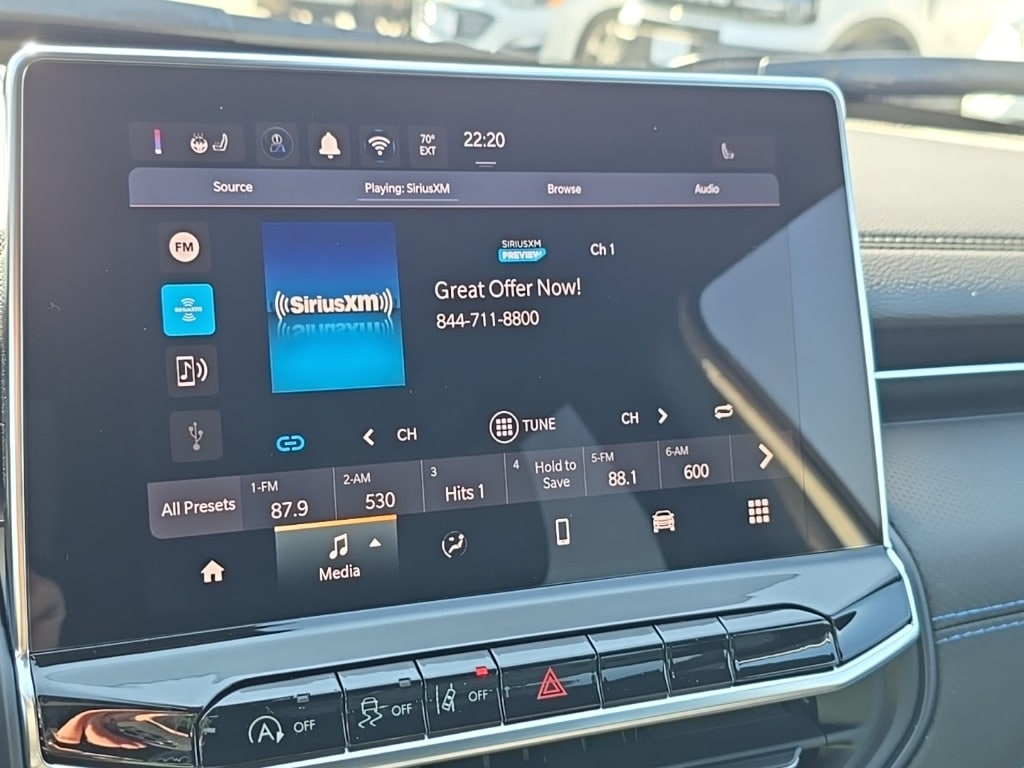 70°
EXT
22:20
Source
Playing: SiriusXM
Browse
Audio
FM
SiriusXM
((SiriusXM))
SIRIUSXM
PREVIEW
Ch 1
Great Offer Now!
844-711-8800
CH
TUNE
CH
All Presets
1-FM
87.9
2-AM
530
3
Hits 1
4
Hold to
Save
5-FM
88.1
6-AM
600
Media
A
OFF
OFF
OFF